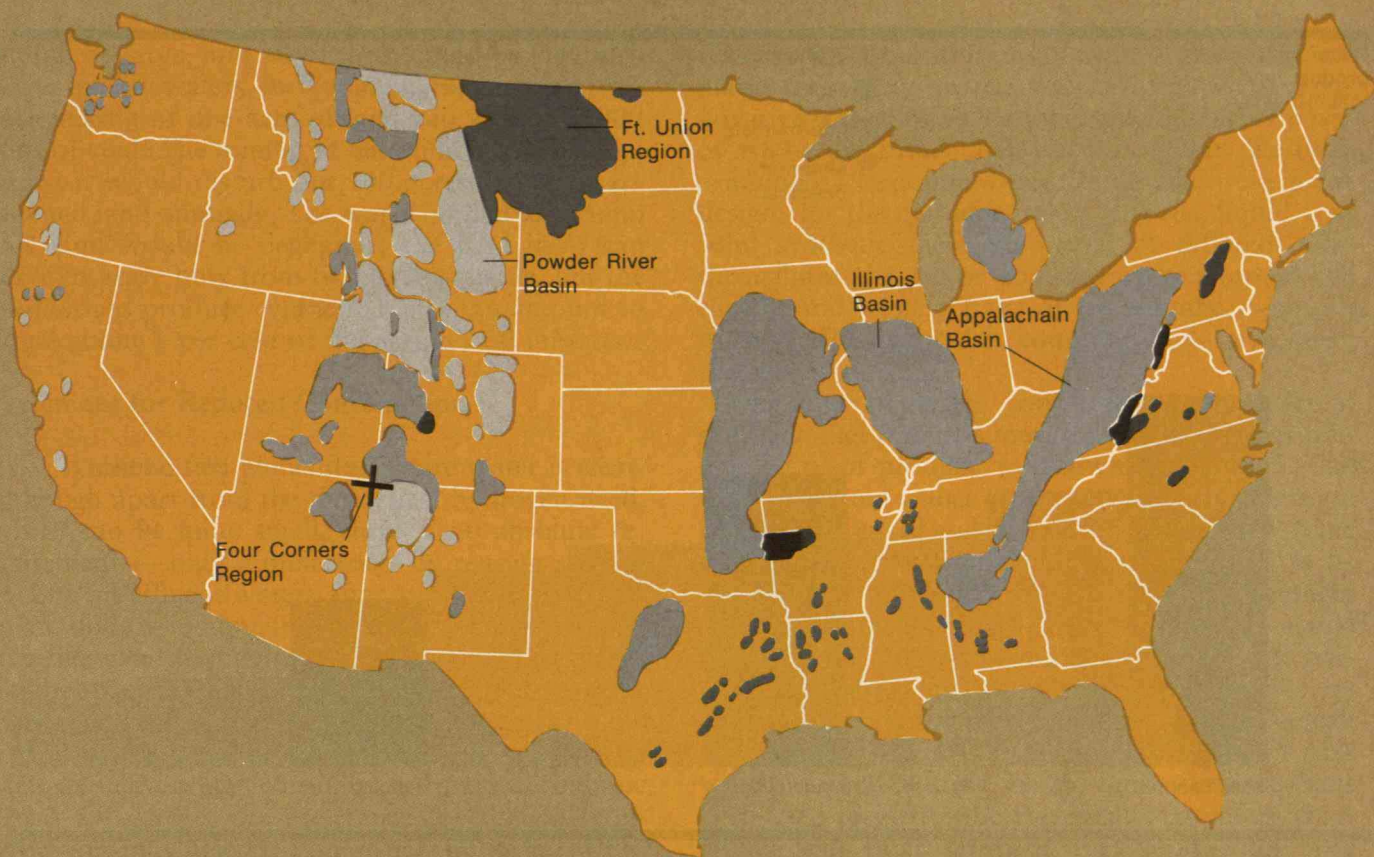 Ft. Union
Region
Powder River
Basin
Illinois
Basin
Appalachain
Basin
Four Corners
Region